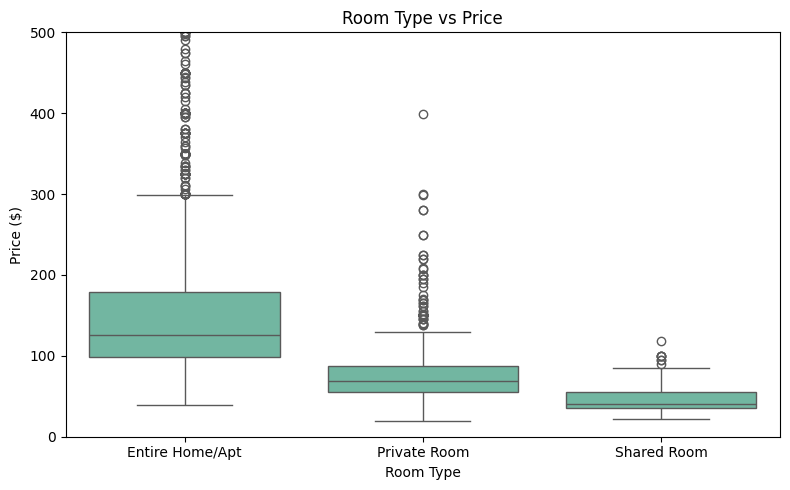 Room Type vs Price
Price ($)
500
400
300
200
100
0
Entire Home/Apt
Private Room
Shared Room
Room Type